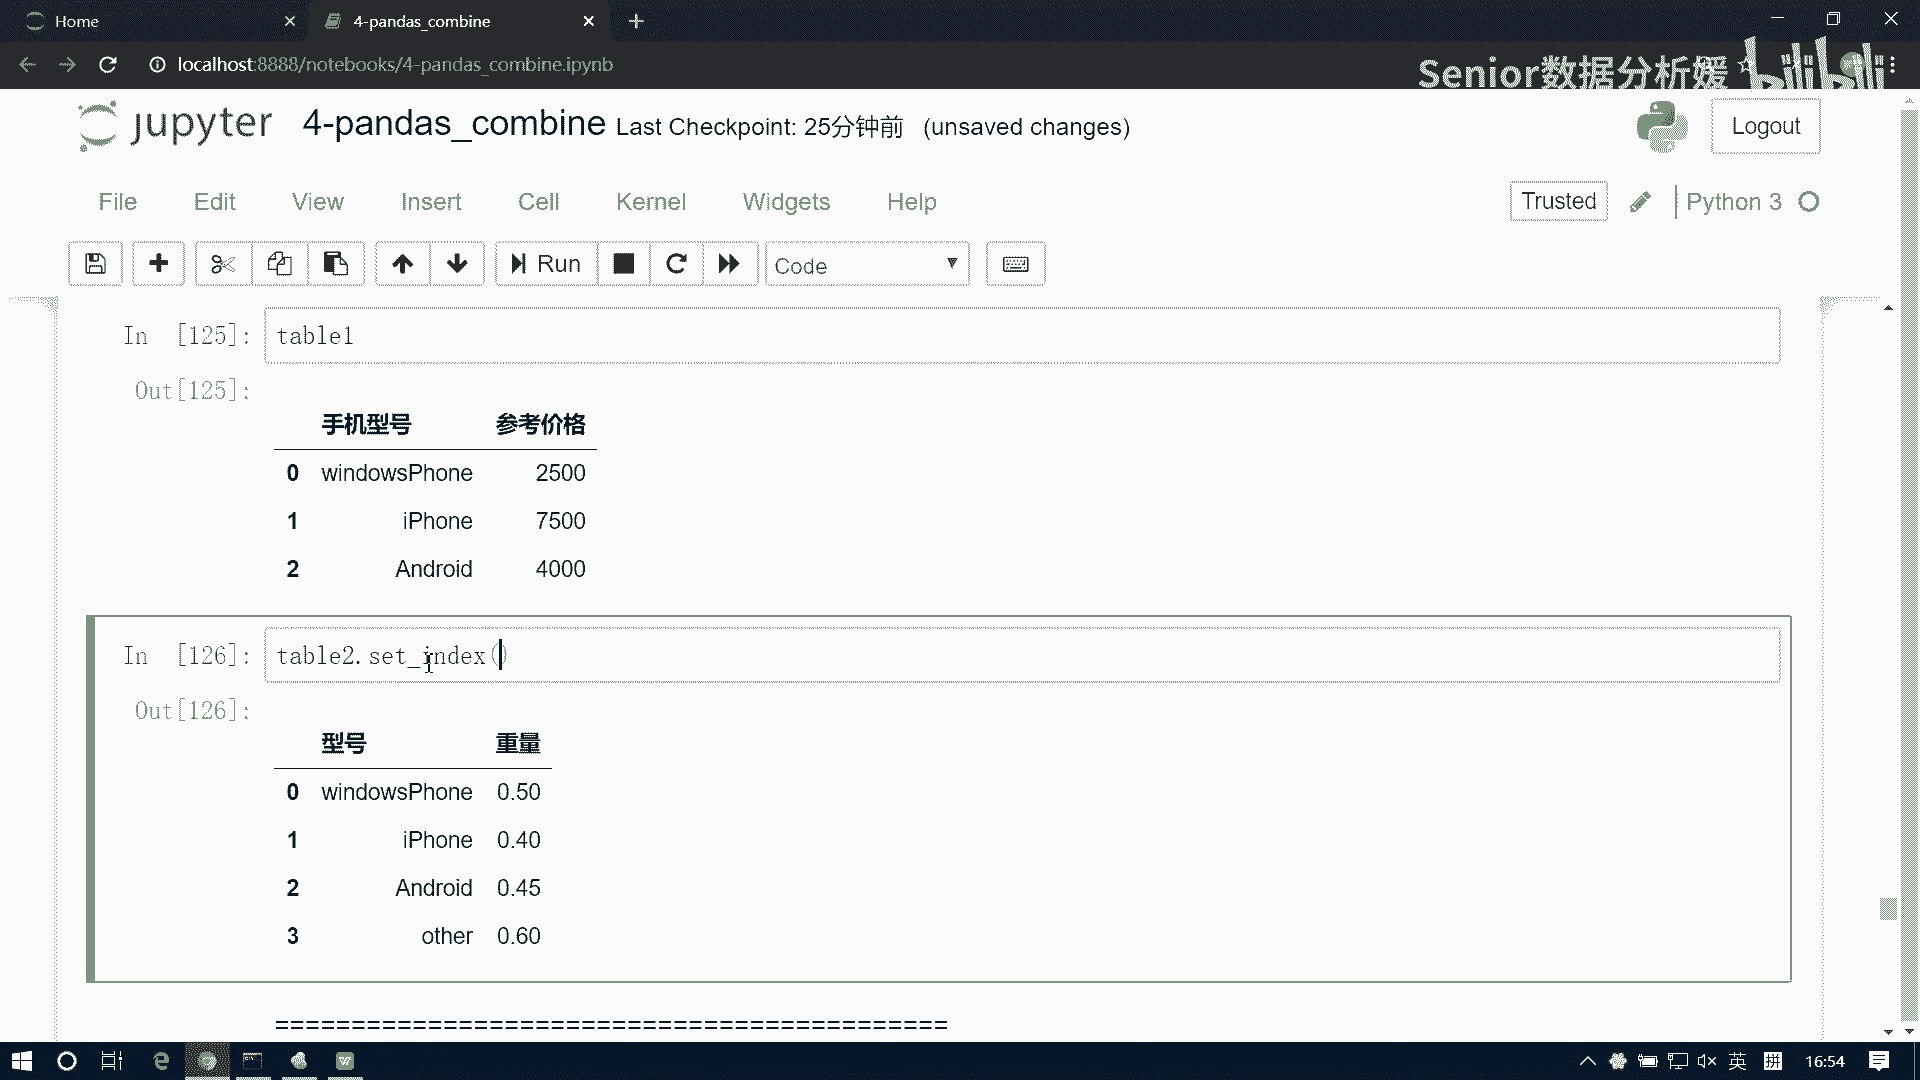 Home
4-pandas_combine
localhost:8888/notebooks/4-pandas_combine.ipynb
Senior数据分析媛 bilibili
jupyter 4-pandas_combine Last Checkpoint: 25分钟前 (unsaved changes)
Logout
File Edit View Insert Cell Kernel Widgets Help
Trusted Python 3
Run Code
In [125]: table1
Out[125]:
手机型号 参考价格
0 windowsPhone 2500
1 iPhone 7500
2 Android 4000
In [126]: table2.set_index()
Out[126]:
型号 重量
0 windowsPhone 0.50
1 iPhone 0.40
2 Android 0.45
3 other 0.60
============================================
英 拼 16:54